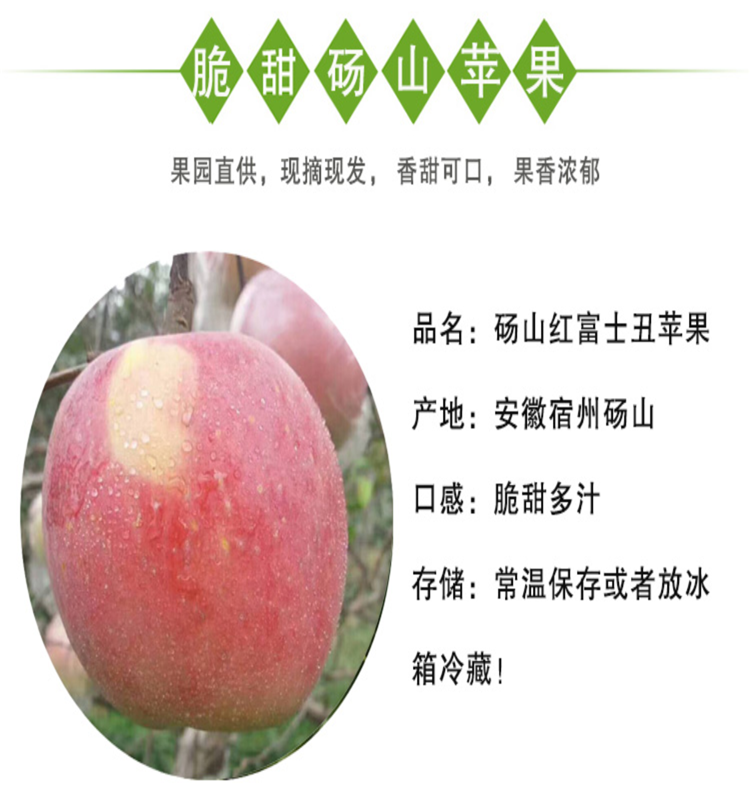 脆甜砀山苹果
果园直供，现摘现发， 香甜可口， 果香浓郁
品名：砀山红富士丑苹果
产地：安徽宿州砀山
口感：脆甜多汁
存储：常温保存或者放冰
箱冷藏！